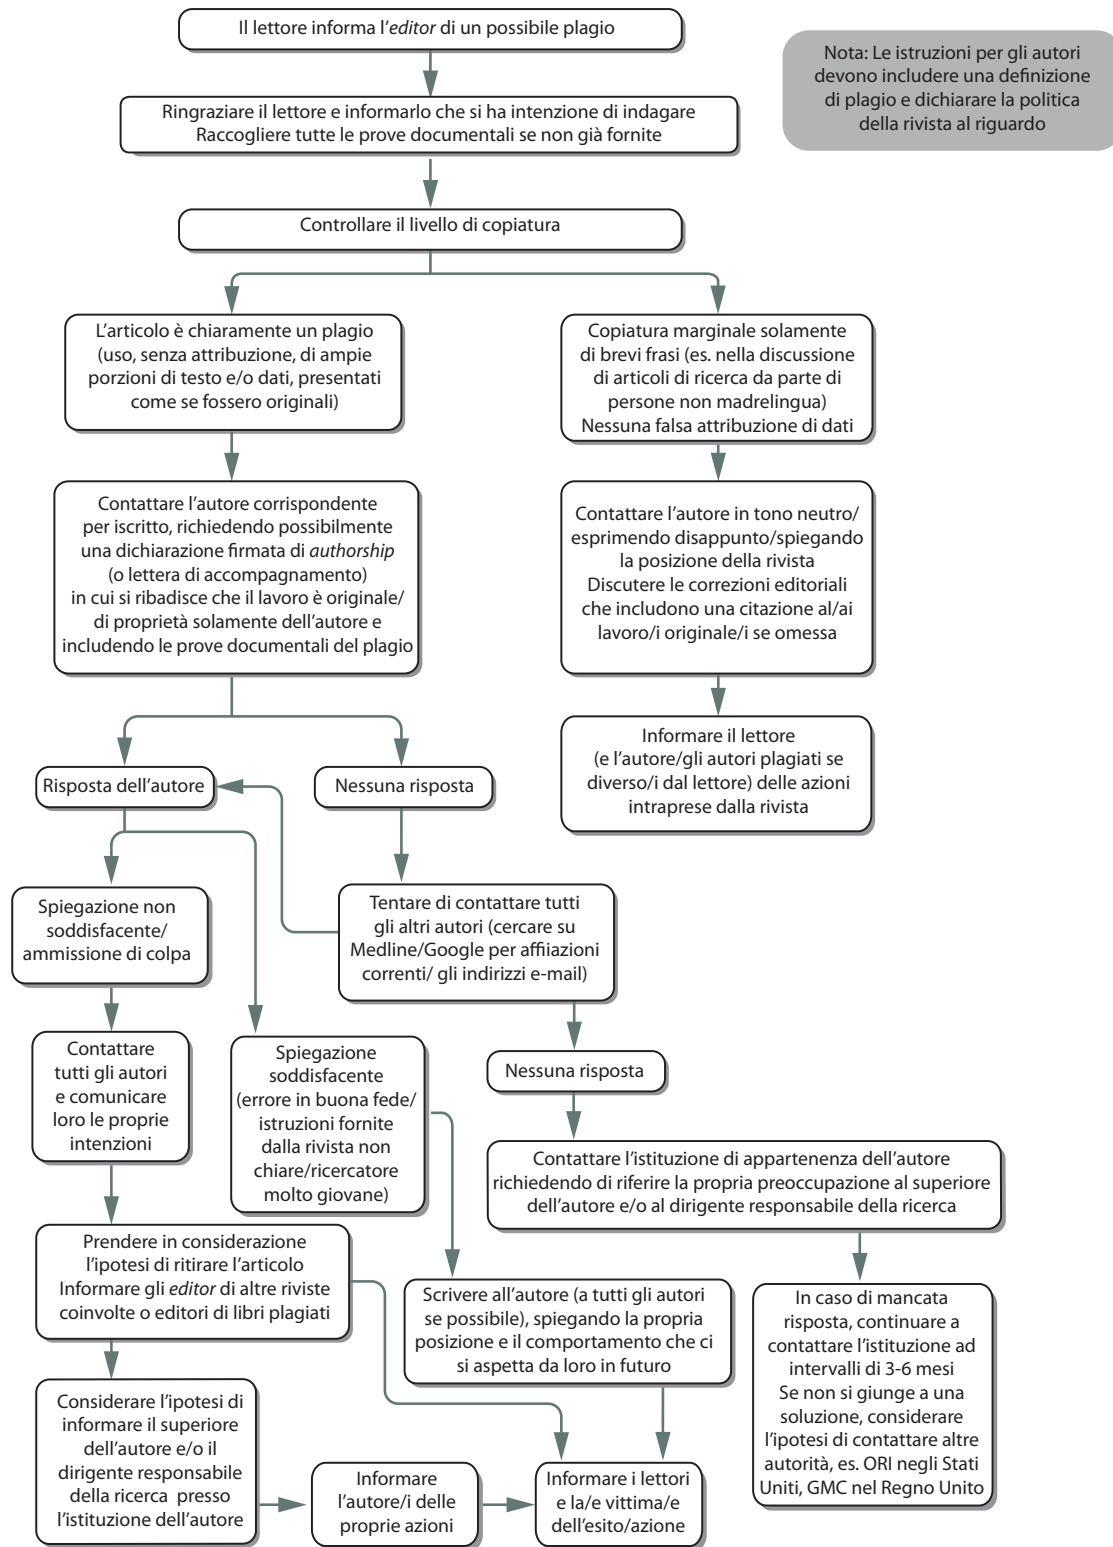 Il lettore informa l'editor di un possibile plagio
Nota: Le istruzioni per gli autori
devono includere una definizione
di plagio e dichiarare la politica
della rivista al riguardo
Ringraziare il lettore e informarlo che si ha intenzione di indagare
Raccogliere tutte le prove documentali se non già fornite
Controllare il livello di copiatura
L'articolo è chiaramente un plagio
(uso, senza attribuzione, di ampie
porzioni di testo e/o dati, presentati
come se fossero originali)
Copiatura marginale solamente
di brevi frasi (es. nella discussione
di articoli di ricerca da parte di
persone non madrelingua)
Nessuna falsa attribuzione di dati
Contattare l'autore corrispondente
per iscritto, richiedendo possibilmente
una dichiarazione firmata di authorship
(o lettera di accompagnamento)
in cui si ribadisce che il lavoro è originale/
di proprietà solamente dell'autore e
includendo le prove documentali del plagio
Contattare l'autore in tono neutro/
esprimendo disappunto/spiegando
la posizione della rivista
Discutere le correzioni editoriali
che includono una citazione al/ai
lavoro/i originale/i se omessa
Informare il lettore
(e l'autore/gli autori plagiati se
diverso/i dal lettore) delle azioni
intraprese dalla rivista
Risposta dell'autore
Nessuna risposta
Spiegazione non
soddisfacente/
ammissione di colpa
Tentare di contattare tutti
gli altri autori (cercare su
Medline/Google per affiiazioni
correnti/ gli indirizzi e-mail)
Contattare
tutti gli autori
e comunicare
loro le proprie
intenzioni
Spiegazione
soddisfacente
(errore in buona fede/
istruzioni fornite
dalla rivista non
chiare/ricercatore
molto giovane)
Nessuna risposta
Contattare l'istituzione di appartenenza dell'autore
richiedendo di riferire la propria preoccupazione al superiore
dell'autore e/o al dirigente responsabile della ricerca
Prendere in considerazione
l'ipotesi di ritirare l'articolo
Informare gli editor di altre riviste
coinvolte o editori di libri plagiati
Scrivere all'autore (a tutti gli autori
se possibile), spiegando la propria
posizione e il comportamento che ci
si aspetta da loro in futuro
In caso di mancata
risposta, continuare a
contattare l'istituzione ad
intervalli di 3-6 mesi
Se non si giunge a una
soluzione, considerare
l'ipotesi di contattare altre
autorità, es. ORI negli Stati
Uniti, GMC nel Regno Unito
Considerare l'ipotesi di
informare il superiore
dell'autore e/o il
dirigente responsabile
della ricerca presso
l'istituzione dell'autore
Informare
l'autore/i delle
proprie azioni
Informare i lettori
e la/e vittima/e
dell'esito/azione